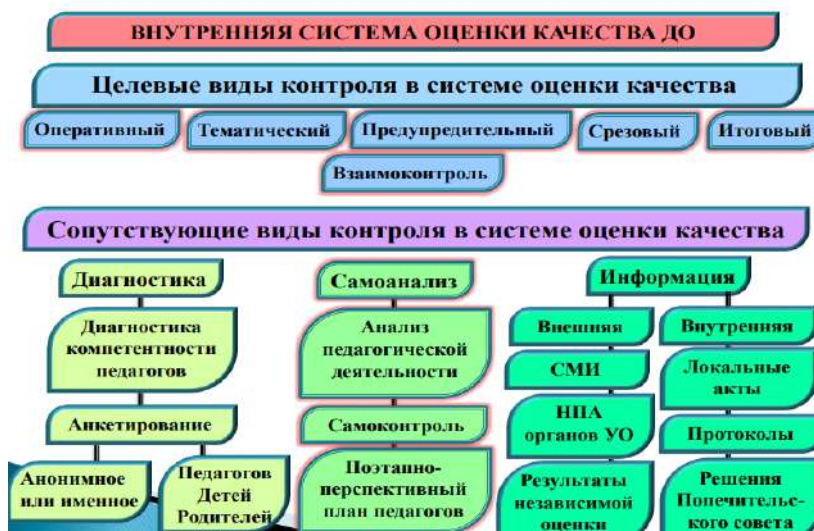 ВНУТРЕННЯЯ СИСТЕМА ОЦЕНКИ КАЧЕСТВА ДО
Целевые виды контроля в системе оценки качества
Оперативный
Тематический
Предупредительный
Срезовый
Итоговый
Взаимоконтроль
Сопутствующие виды контроля в системе оценки качества
Диагностика
Диагностика
компетентности
педагогов
Анкетирование
Анонимное
или именное
Педагогов
Детей
Родителей
Самоанализ
Анализ
педагогической
деятельности
Самоконтроль
Поэтапно-
перспективный
план педагогов
Информация
Внешняя
СМИ
НПА
органов УО
Результаты
независимой
оценки
Внутренняя
Локальные
акты
Протоколы
Решения
Попечительс-
кого совета